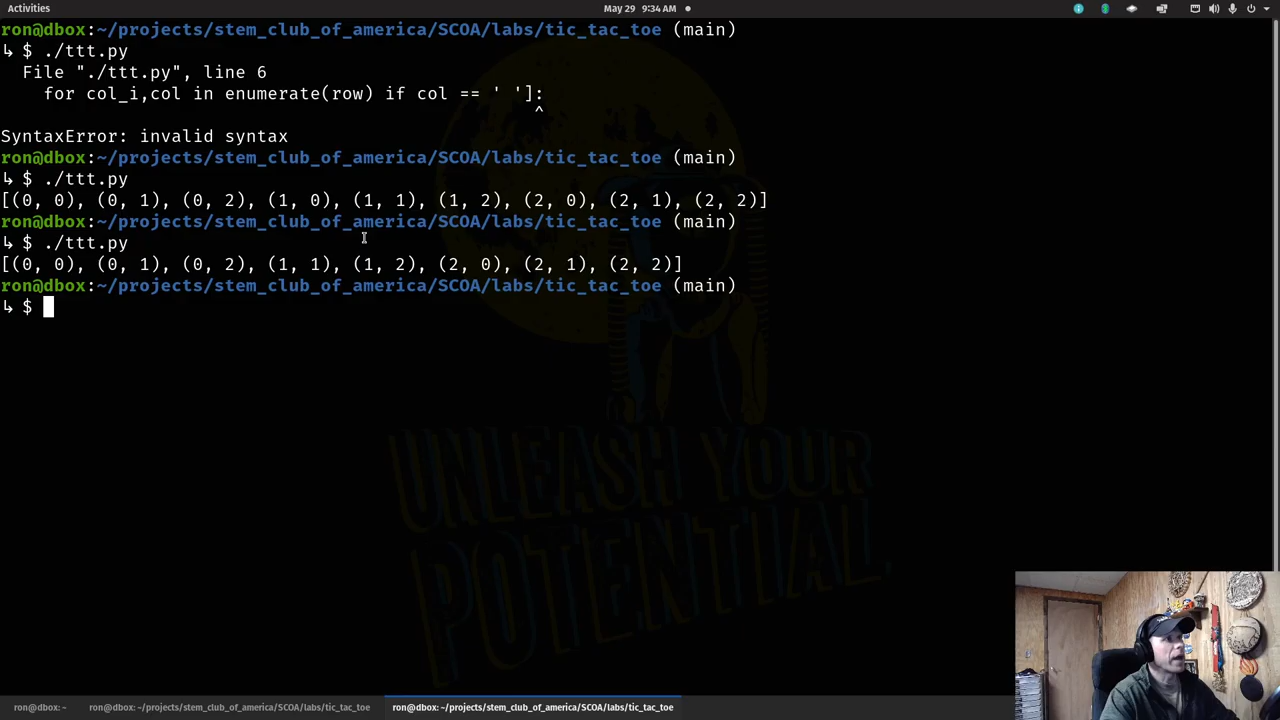 Activities
May 29 9:34 AM
ron@dbox:~/projects/stem_club_of_america/SCOA/labs/tic_tac_toe (main)
↳ $ ./ttt.py
File "./ttt.py", line 6
for col_i,col in enumerate(row) if col == ' ']:
^
SyntaxError: invalid syntax
ron@dbox:~/projects/stem_club_of_america/SCOA/labs/tic_tac_toe (main)
↳ $ ./ttt.py
[(0, 0), (0, 1), (0, 2), (1, 0), (1, 1), (1, 2), (2, 0), (2, 1), (2, 2)]
ron@dbox:~/projects/stem_club_of_america/SCOA/labs/tic_tac_toe (main)
↳ $ ./ttt.py
[(0, 0), (0, 1), (0, 2), (1, 1), (1, 2), (2, 0), (2, 1), (2, 2)]
ron@dbox:~/projects/stem_club_of_america/SCOA/labs/tic_tac_toe (main)
↳ $
UNLEASH YOUR
POTENTIAL
ron@dbox: ~
ron@dbox: ~/projects/stem_club_of_america/SCOA/labs/tic_tac_toe
ron@dbox: ~/projects/stem_club_of_america/SCOA/labs/tic_tac_toe